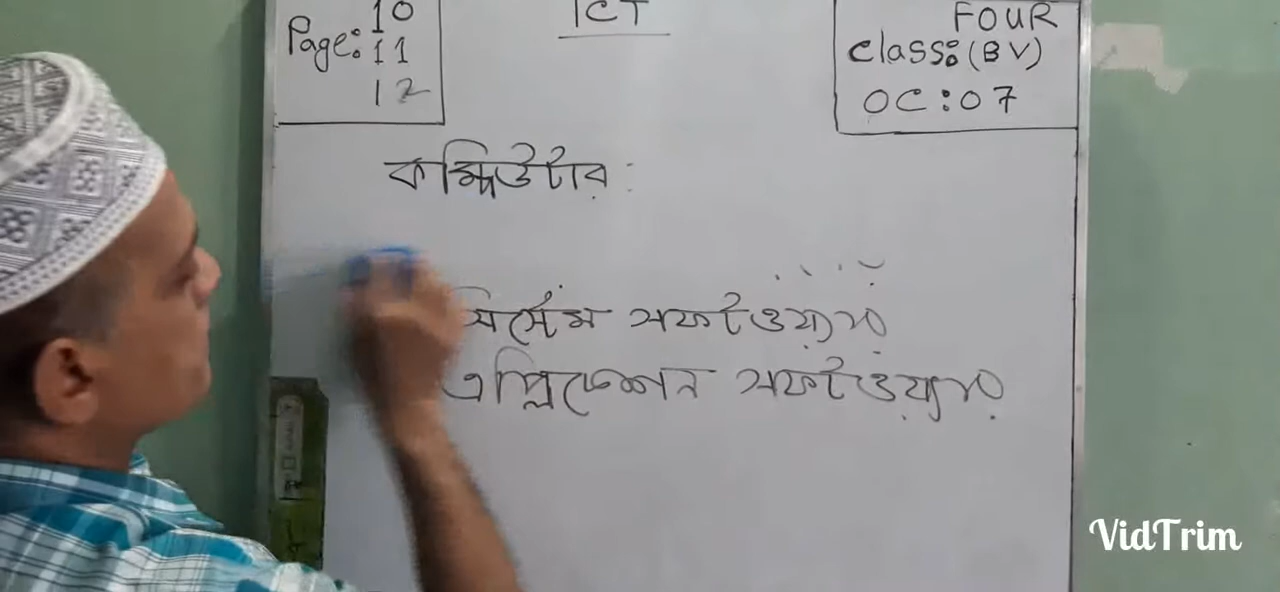 Page: 10
11
12
ICT
FOUR
Class: (BV)
OC: 07
কম্পিউটার :
সিস্টেম সফটওয়্যার
এপ্লিকেশন সফটওয়্যার
VidTrim